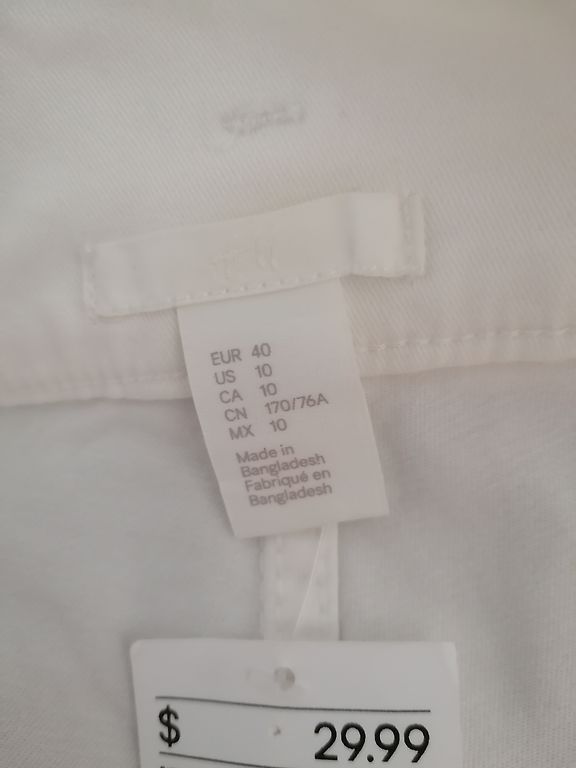 EUR 40
US 10
CA 10
CN 170/76A
MX 10
Made in
Bangladesh
Fabriqué en
Bangladesh
$ 29.99